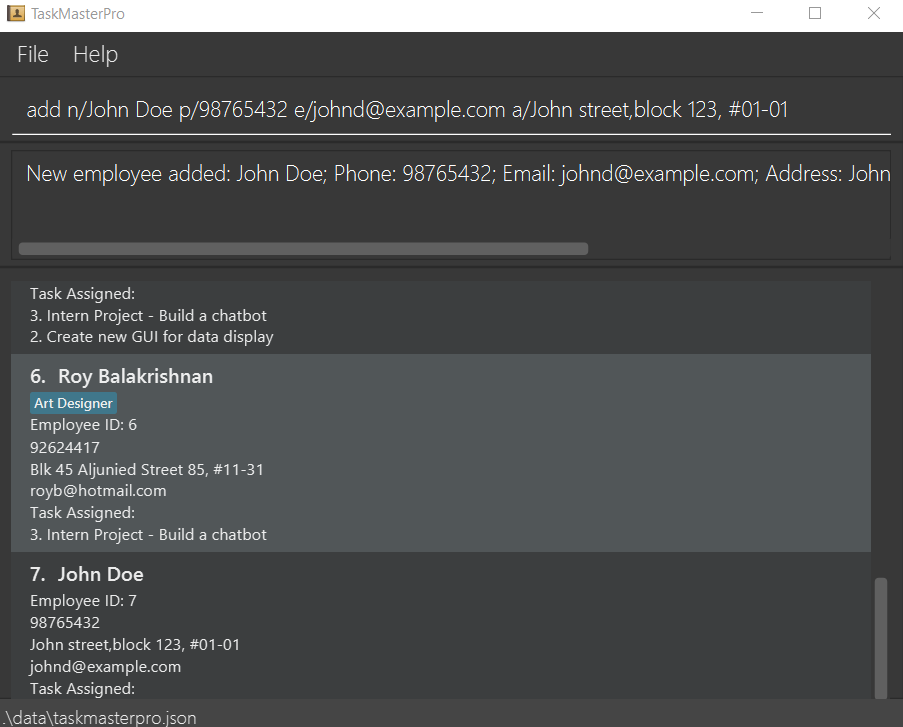 TaskMasterPro
File Help
add n/John Doe p/98765432 e/johnd@example.com a/John street,block 123, #01-01
New employee added: John Doe; Phone: 98765432; Email: johnd@example.com; Address: John
Task Assigned:
3. Intern Project - Build a chatbot
2. Create new GUI for data display
6. Roy Balakrishnan
Art Designer
Employee ID: 6
92624417
Blk 45 Aljunied Street 85, #11-31
royb@hotmail.com
Task Assigned:
3. Intern Project - Build a chatbot
7. John Doe
Employee ID: 7
98765432
John street,block 123, #01-01
johnd@example.com
Task Assigned:
.\data\taskmasterpro.json